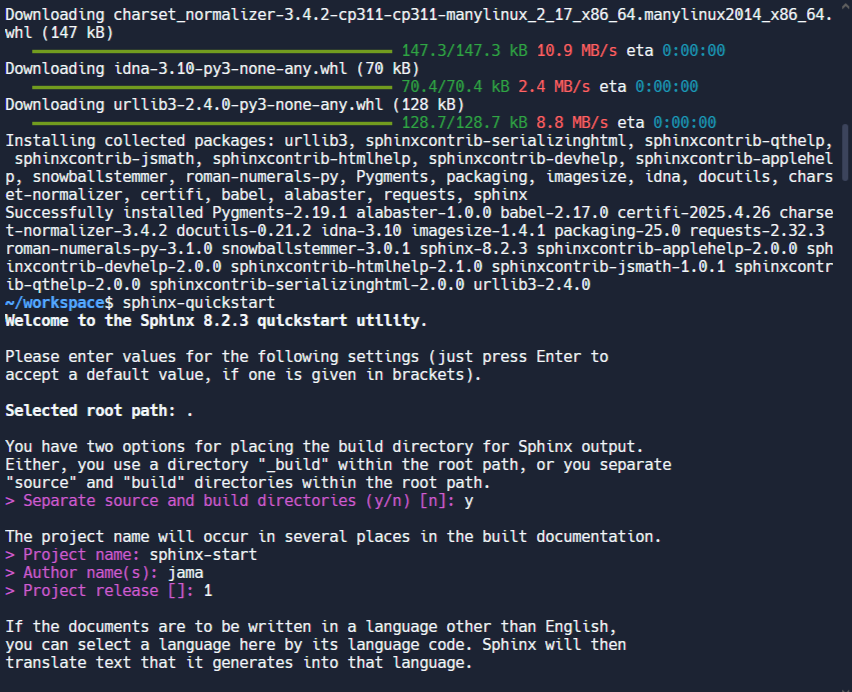 Downloading charset_normalizer-3.4.2-cp311-cp311-manylinux_2_17_x86_64.manylinux2014_x86_64.
whl (147 kB)
147.3/147.3 kB 10.9 MB/s eta 0:00:00
Downloading idna-3.10-py3-none-any.whl (70 kB)
70.4/70.4 kB 2.4 MB/s eta 0:00:00
Downloading urllib3-2.4.0-py3-none-any.whl (128 kB)
128.7/128.7 kB 8.8 MB/s eta 0:00:00
Installing collected packages: urllib3, sphinxcontrib-serializinghtml, sphinxcontrib-qthelp,
sphinxcontrib-jsmath, sphinxcontrib-htmlhelp, sphinxcontrib-devhelp, sphinxcontrib-applehel
p, snowballstemmer, roman-numerals-py, Pygments, packaging, imagesize, idna, docutils, chars
et-normalizer, certifi, babel, alabaster, requests, sphinx
Successfully installed Pygments-2.19.1 alabaster-1.0.0 babel-2.17.0 certifi-2025.4.26 charse
t-normalizer-3.4.2 docutils-0.21.2 idna-3.10 imagesize-1.4.1 packaging-25.0 requests-2.32.3
roman-numerals-py-3.1.0 snowballstemmer-3.0.1 sphinx-8.2.3 sphinxcontrib-applehelp-2.0.0 sph
inxcontrib-devhelp-2.0.0 sphinxcontrib-htmlhelp-2.1.0 sphinxcontrib-jsmath-1.0.1 sphinxcontr
ib-qthelp-2.0.0 sphinxcontrib-serializinghtml-2.0.0 urllib3-2.4.0
~/workspace$ sphinx-quickstart
Welcome to the Sphinx 8.2.3 quickstart utility.
Please enter values for the following settings (just press Enter to
accept a default value, if one is given in brackets).
Selected root path: .
You have two options for placing the build directory for Sphinx output.
Either, you use a directory "_build" within the root path, or you separate
"source" and "build" directories within the root path.
> Separate source and build directories (y/n) [n]: y
The project name will occur in several places in the built documentation.
> Project name: sphinx-start
> Author name(s): jama
> Project release []: 1
If the documents are to be written in a language other than English,
you can select a language here by its language code. Sphinx will then
translate text that it generates into that language.